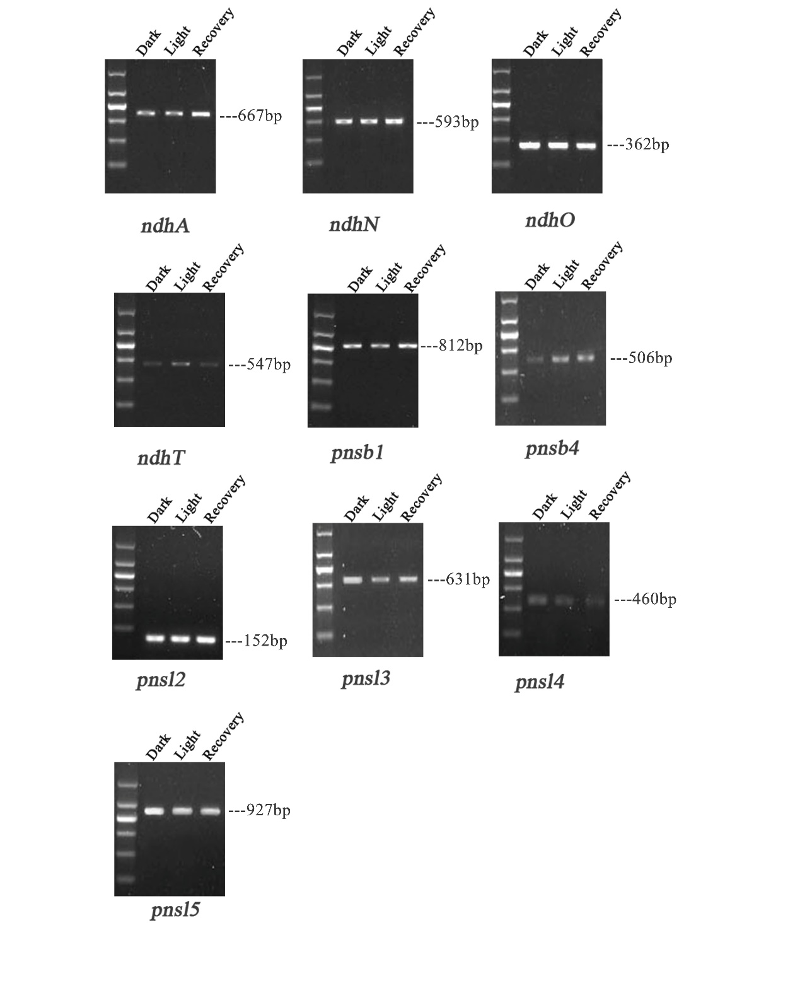 Dark Light Recovery
---667bp
ndhA
Dark Light Recovery
---593bp
ndhN
Dark Light Recovery
---362bp
ndhO
Dark Light Recovery
---547bp
ndhT
Dark Light Recovery
---812bp
pnsb1
Dark Light Recovery
---506bp
pnsb4
Dark Light Recovery
---152bp
pnsl2
Dark Light Recovery
---631bp
pnsl3
Dark Light Recovery
---460bp
pnsl4
Dark Light Recovery
---927bp
pnsl5